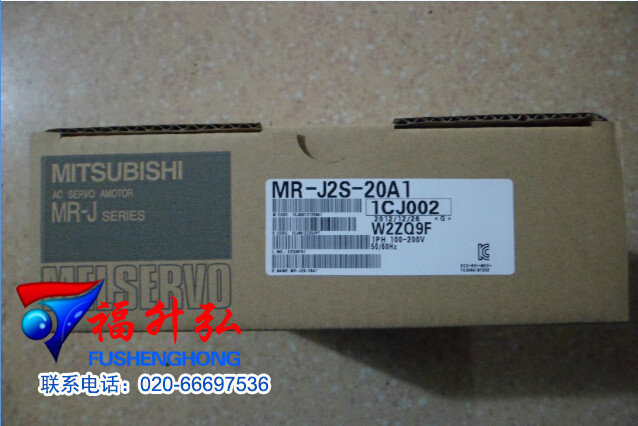 MITSUBISHI
AC SERVO AMOTOR
MR-J SERIES
MELSERVO
MR-J2S-20A1
1CJ002
2012/12/26 <G>
W2ZQ9F
1PH 100-200V
50/60Hz
福升弘
FUSHENGHONG
联系电话：020-66697536